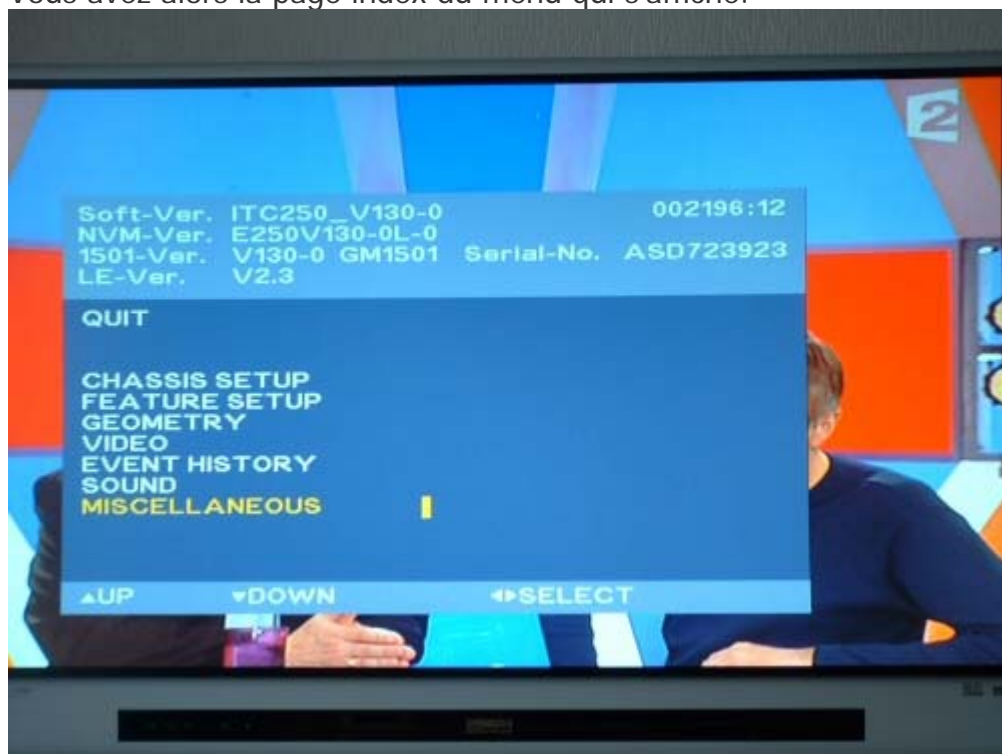 Vous avez alors la page index du menu qui s'affiche.
2
Soft-Ver. ITC250_V130-0 002196:12
NVM-Ver. E250V130-0L-0
1501-Ver. V130-0 GM1501 Serial-No. ASD723923
LE-Ver. V2.3
QUIT
CHASSIS SETUP
FEATURE SETUP
GEOMETRY
VIDEO
EVENT HISTORY
SOUND
MISCELLANEOUS
▲UP ▼DOWN ◀▶SELECT